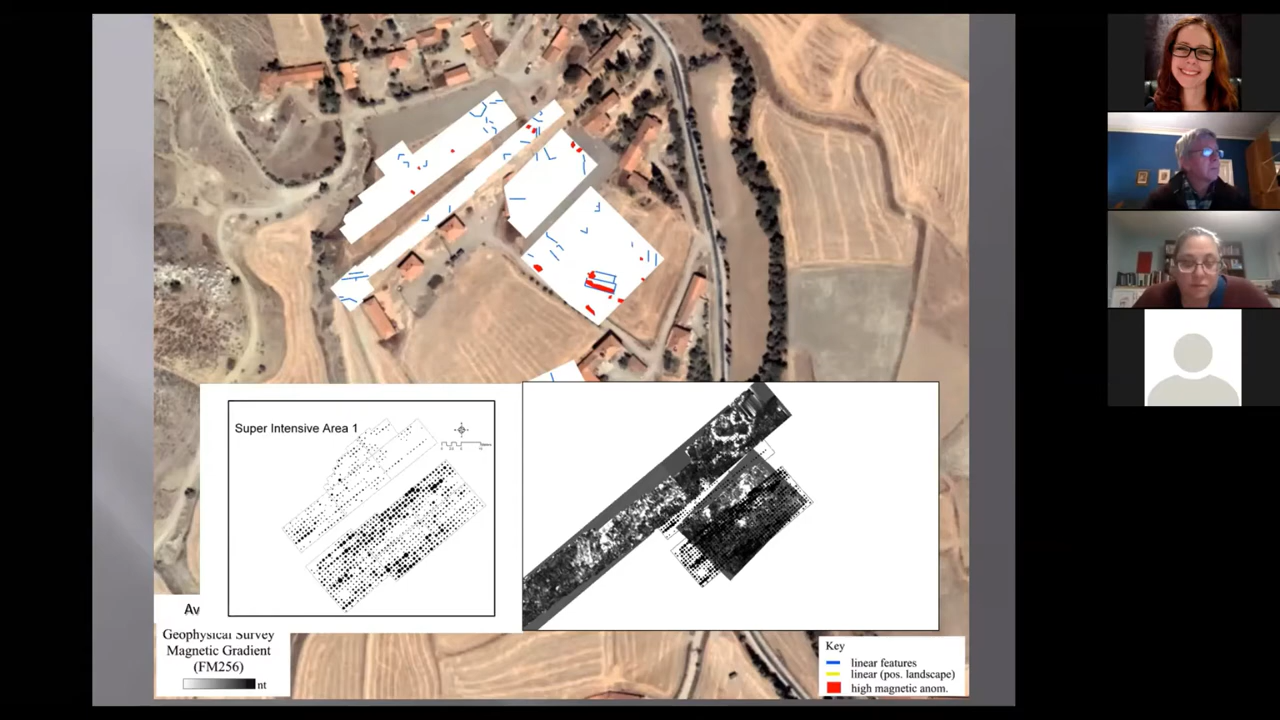 Super Intensive Area 1
Av
Geophysical Survey
Magnetic Gradient
(FM256)
nt
Key
linear features
linear (pos. landscape)
high magnetic anom.